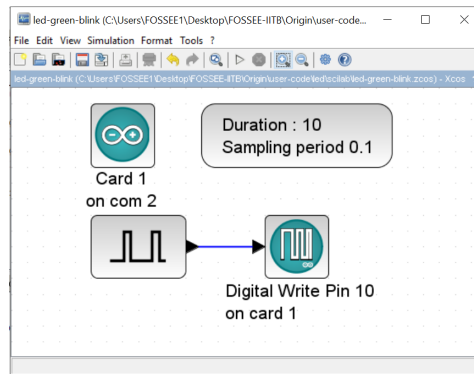 led-green-blink (C:\Users\FOSSEE1\Desktop\FOSSEE-IITB\Origin\user-code...
File Edit View Simulation Format Tools ?
led-green-blink (C:\Users\FOSSEE1\Desktop\FOSSEE-IITB\Origin\user-code\led\scilab\led-green-blink.zcos) - Xcos
Duration : 10
Sampling period 0.1
Card 1
on com 2
Digital Write Pin 10
on card 1